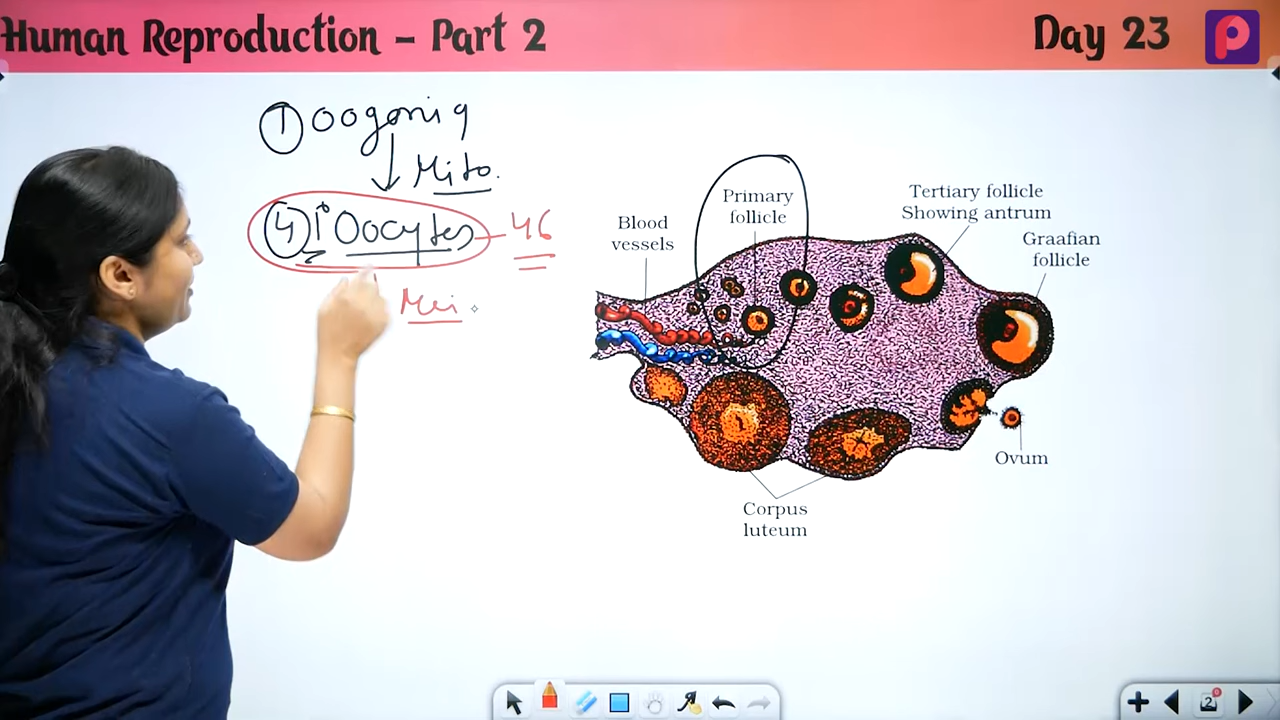 Human Reproduction – Part 2
Day 23
① Oogonia
Mito.
④ 1° Oocytes – 46
Mei
Primary
follicle
Blood
vessels
Tertiary follicle
Showing antrum
Graafian
follicle
Ovum
Corpus
luteum
2